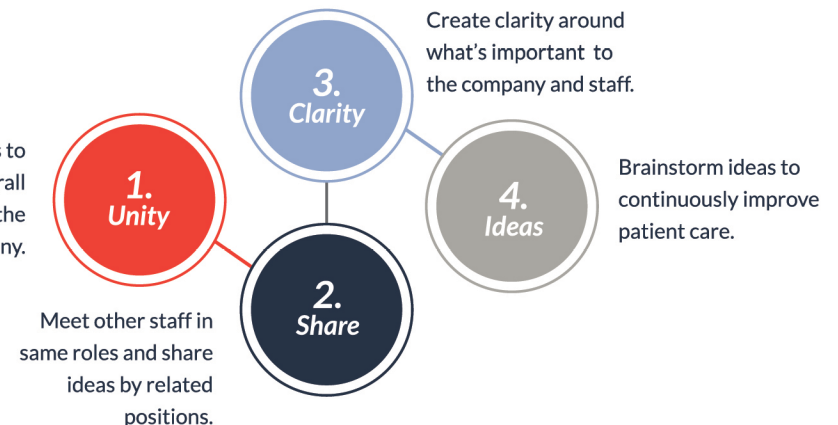 1.
Unity
to
the
Meet other staff in
same roles and share
ideas by related
positions.
2.
Share
3.
Clarity
Create clarity around
what's important  to
the company and staff.
4.
Ideas
Brainstorm ideas to
continuously improve
patient care.